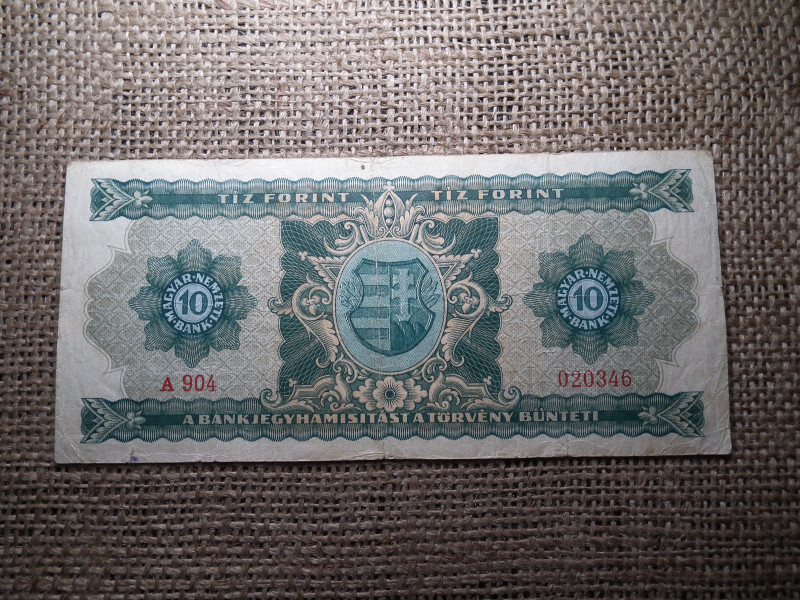 TÍZ FORINT TÍZ FORINT
MAGYAR·NEMZETI·BANK·
10
MAGYAR·NEMZETI·BANK·
10
A 904
020346
A BANKJEGYHAMISÍTÁST A TÖRVÉNY BÜNTETI